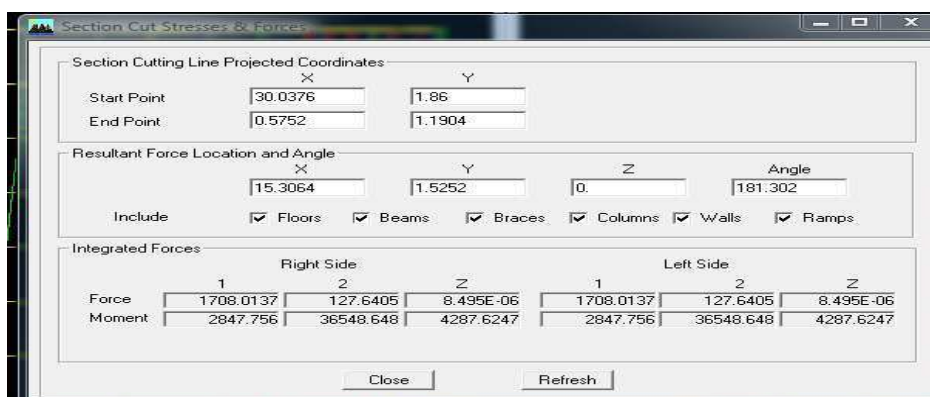 Section Cut Stresses & Forces
Section Cutting Line Projected Coordinates
X Y
Start Point 30.0376 1.86
End Point 0.5752 1.1904
Resultant Force Location and Angle
X Y Z Angle
15.3064 1.5252 0. 181.302
Include Floors Beams Braces Columns Walls Ramps
Integrated Forces
Right Side Left Side
1 2 Z 1 2 Z
Force 1708.0137 127.6405 8.495E-06 1708.0137 127.6405 8.495E-06
Moment 2847.756 36548.648 4287.6247 2847.756 36548.648 4287.6247
Close Refresh